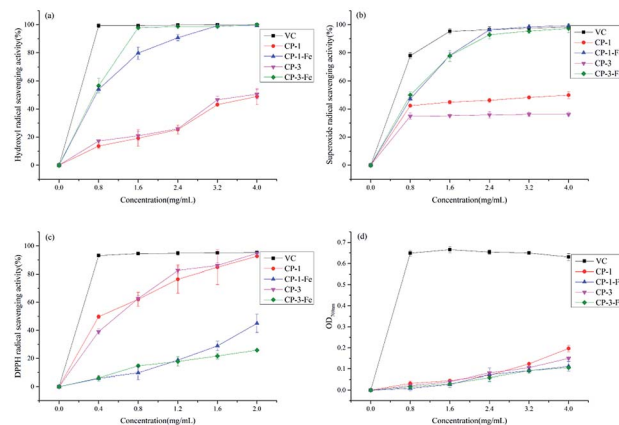 (a)
Hydroxyl radical scavenging activity(%)
100
80
60
40
20
0
0.0 0.8 1.6 2.4 3.2 4.0
Concentration(mg/mL)
VC
CP-1
CP-1-Fe
CP-3
CP-3-Fe
(b)
Superoxide radical scavenging activity(%)
100
80
60
40
20
0
0.0 0.8 1.6 2.4 3.2 4.0
Concentration(mg/mL)
VC
CP-1
CP-1-F
CP-3
CP-3-F
(c)
DPPH radical scavenging activity(%)
100
80
60
40
20
0
0.0 0.4 0.8 1.2 1.6 2.0
Concentration(mg/mL)
VC
CP-1
CP-1-Fe
CP-3
CP-3-Fe
(d)
0.7
0.6
0.5
0.4
0.3
0.2
0.1
0.0
0.0 0.8 1.6 2.4 3.2 4.0
Concentration(mg/mL)
VC
CP-1
CP-1-F
CP-3
CP-3-F